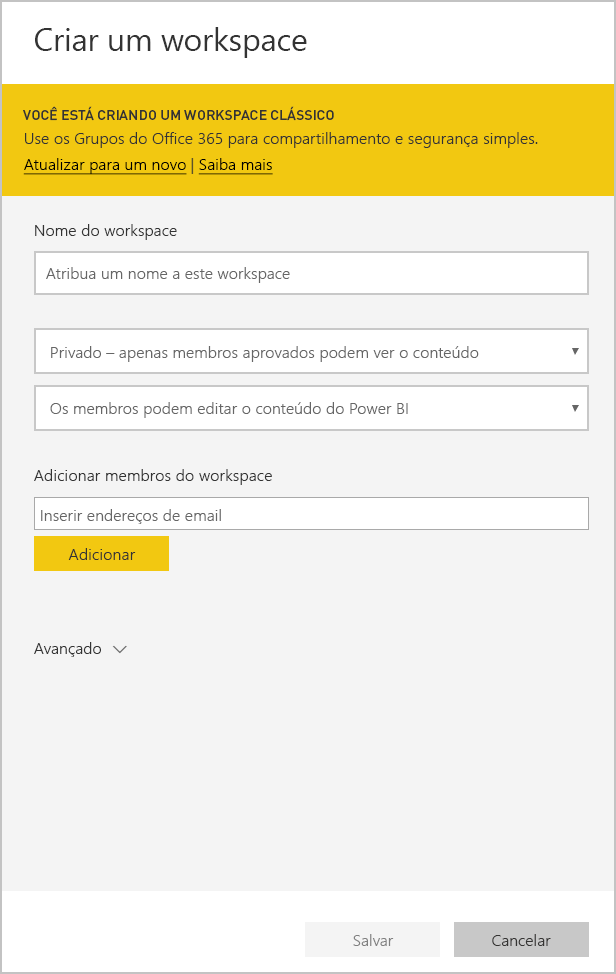 Criar um workspace
VOCÊ ESTÁ CRIANDO UM WORKSPACE CLÁSSICO
Use os Grupos do Office 365 para compartilhamento e segurança simples.
Atualizar para um novo | Saiba mais
Nome do workspace
Atribua um nome a este workspace
Privado – apenas membros aprovados podem ver o conteúdo
Os membros podem editar o conteúdo do Power BI
Adicionar membros do workspace
Inserir endereços de email
Adicionar
Avançado
Salvar Cancelar